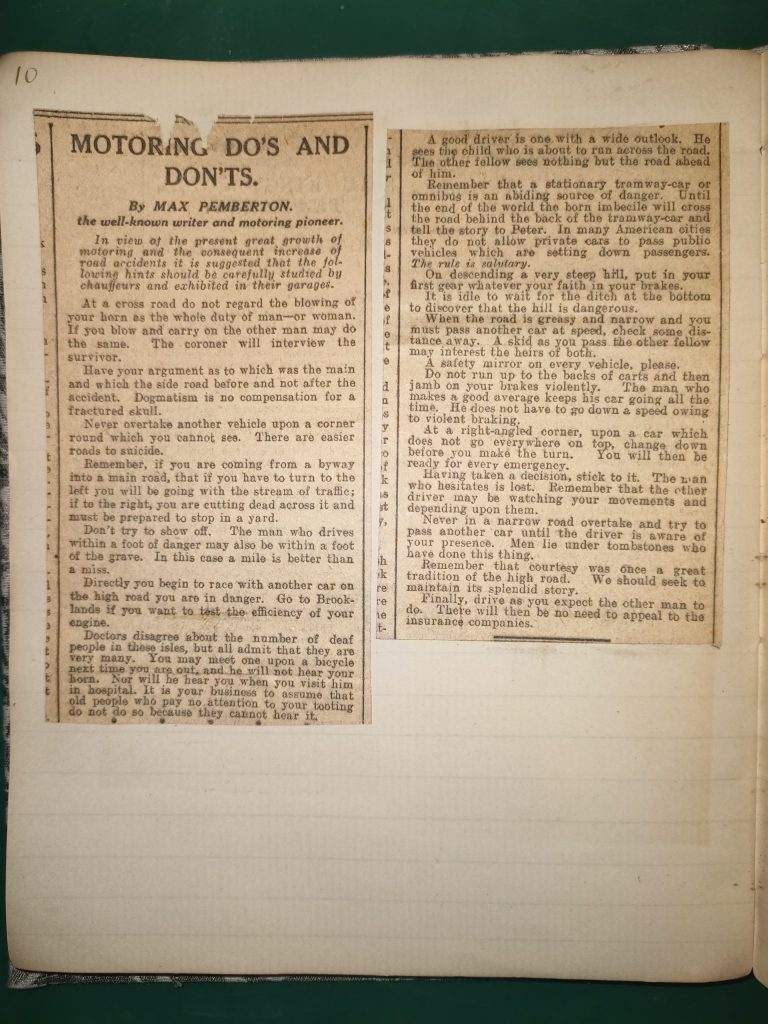 10
MOTORING DO'S AND
DON'TS.
By MAX PEMBERTON.
the well-known writer and motoring pioneer.
In view of the present great growth of
motoring and the consequent increase of
road accidents it is suggested that the fol-
lowing hints should be carefully studied by
chauffeurs and exhibited in their garages.
At a cross road do not regard the blowing of
your horn as the whole duty of man—or woman.
If you blow and carry on the other man may do
the same. The coroner will interview the
survivor.
Have your argument as to which was the main
and which the side road before and not after the
accident. Dogmatism is no compensation for a
fractured skull.
Never overtake another vehicle upon a corner
round which you cannot see. There are easier
roads to suicide.
Remember, if you are coming from a byway
into a main road, that if you have to turn to the
left you will be going with the stream of traffic;
if to the right, you are cutting dead across it and
must be prepared to stop in a yard.
Don't try to show off. The man who drives
within a foot of danger may also be within a foot
of the grave. In this case a mile is better than
a miss.
Directly you begin to race with another car on
the high road you are in danger. Go to Brook-
lands if you want to test the efficiency of your
engine.
Doctors disagree about the number of deaf
people in these isles, but all admit that they are
very many. You may meet one upon a bicycle
next time you are out, and he will not hear your
horn. Nor will he hear you when you visit him
in hospital. It is your business to assume that
old people who pay no attention to your tooting
do not do so because they cannot hear it.
A good driver is one with a wide outlook. He
sees the child who is about to run across the road.
The other fellow sees nothing but the road ahead
of him.
Remember that a stationary tramway-car or
omnibus is an abiding source of danger. Until
the end of the world the born imbecile will cross
the road behind the back of the tramway-car and
tell the story to Peter. In many American cities
they do not allow private cars to pass public
vehicles which are setting down passengers.
The rule is salutary.
On descending a very steep hill, put in your
first gear whatever your faith in your brakes.
It is idle to wait for the ditch at the bottom
to discover that the hill is dangerous.
When the road is greasy and narrow and you
must pass another car at speed, check some dis-
tance away. A skid as you pass the other fellow
may interest the heirs of both.
A safety mirror on every vehicle, please.
Do not run up to the backs of carts and then
jamb on your brakes violently. The man who
makes a good average keeps his car going all the
time. He does not have to go down a speed owing
to violent braking.
At a right-angled corner, upon a car which
does not go everywhere on top, change down
before you make the turn. You will then be
ready for every emergency.
Having taken a decision, stick to it. The man
who hesitates is lost. Remember that the other
driver may be watching your movements and
depending upon them.
Never in a narrow road overtake and try to
pass another car until the driver is aware of
your presence. Men lie under tombstones who
have done this thing.
Remember that courtesy was once a great
tradition of the high road. We should seek to
maintain its splendid story.
Finally, drive as you expect the other man to
do. There will then be no need to appeal to the
insurance companies.